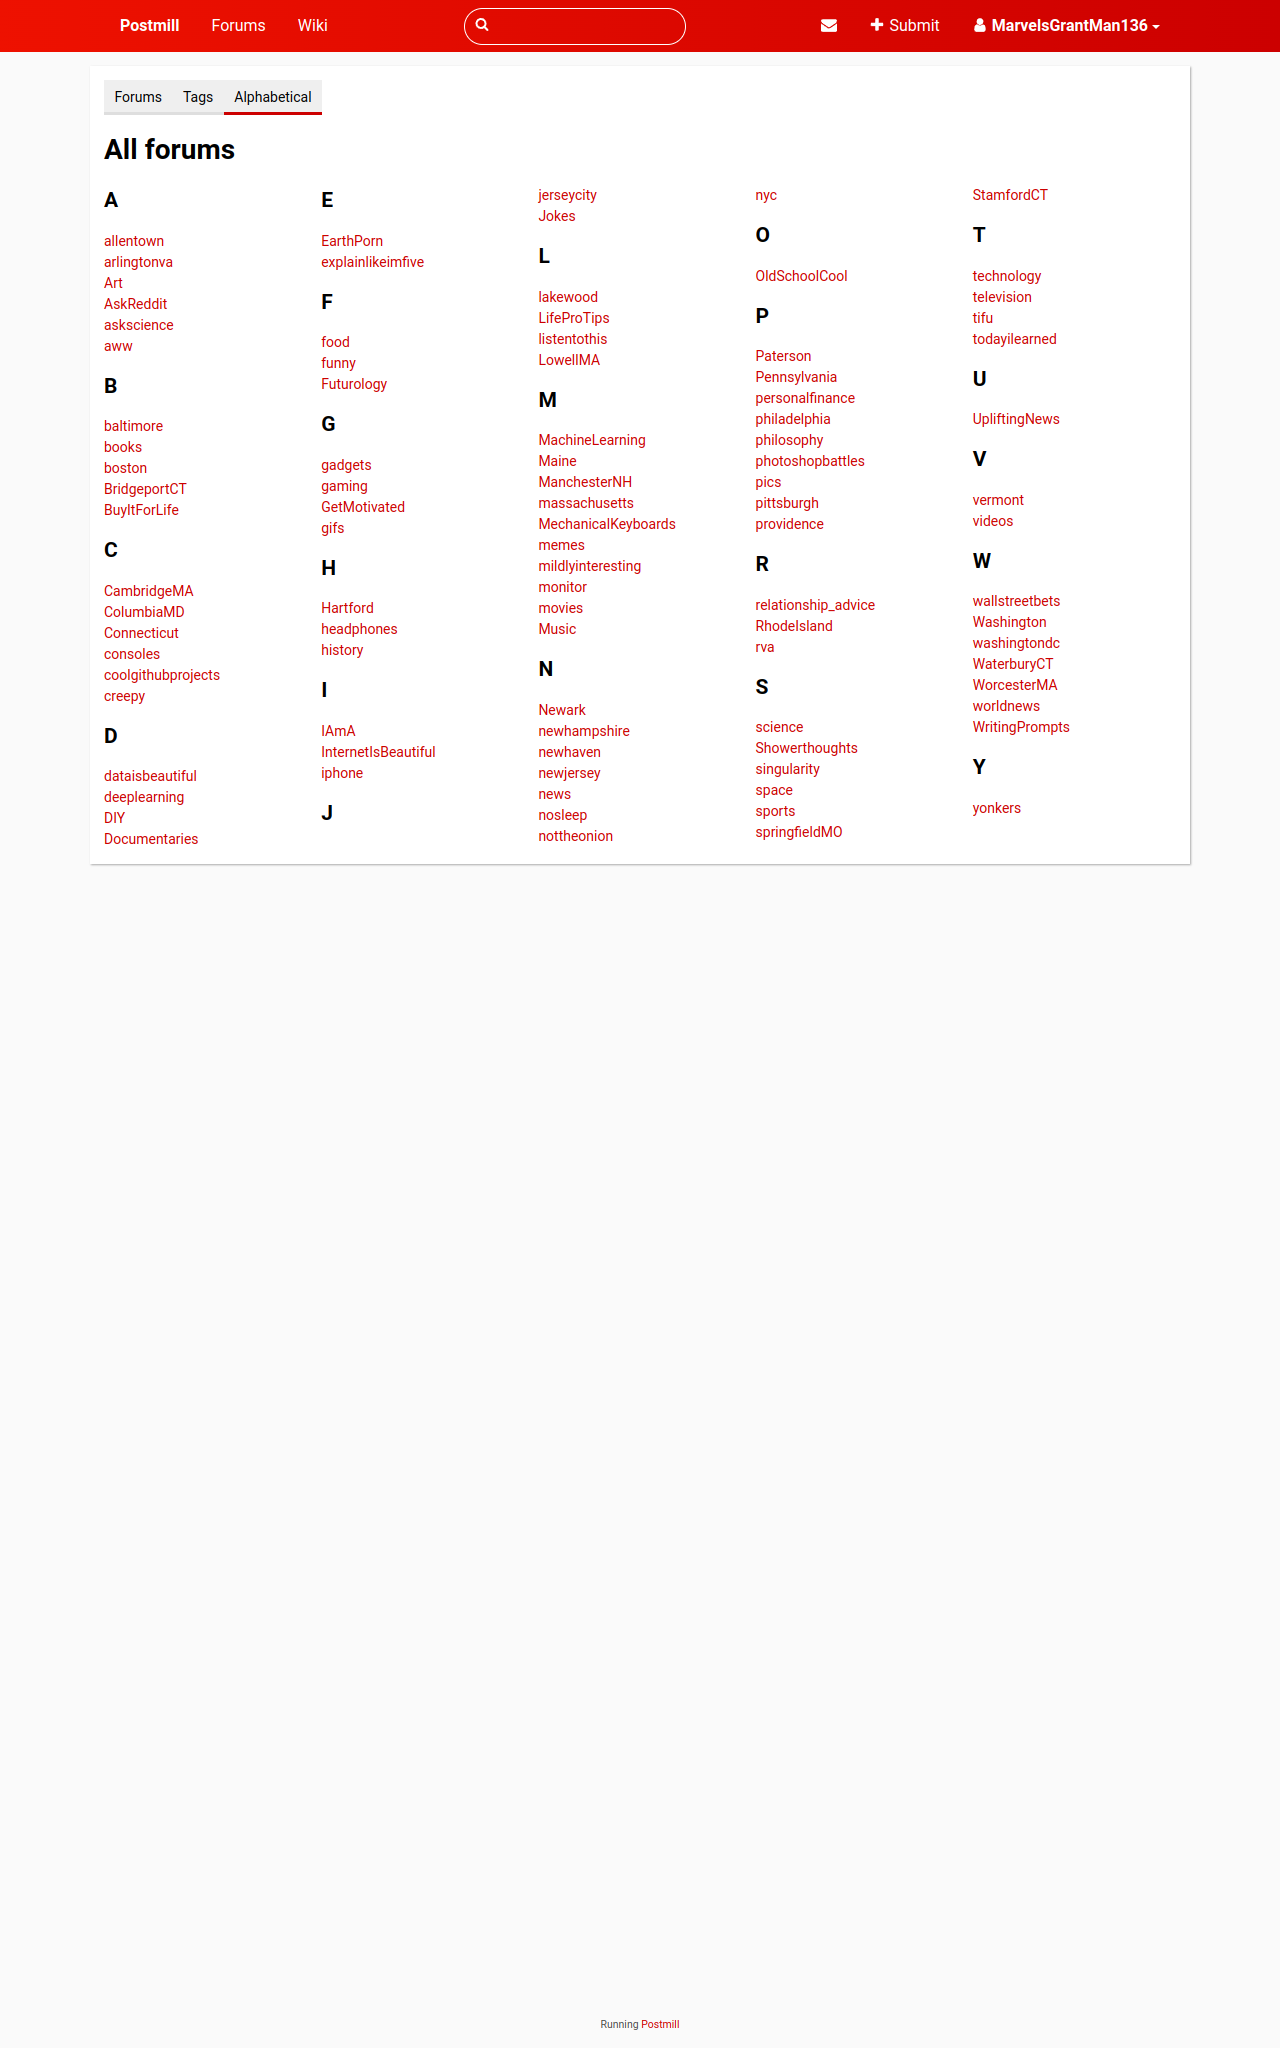 Postmill Forums Wiki Submit MarvelsGrantMan136
Forums Tags Alphabetical
All forums
A
allentown
arlingtonva
Art
AskReddit
askscience
aww
B
baltimore
books
boston
BridgeportCT
BuyItForLife
C
CambridgeMA
ColumbiaMD
Connecticut
consoles
coolgithubprojects
creepy
D
dataisbeautiful
deeplearning
DIY
Documentaries
E
EarthPorn
explainlikeimfive
F
food
funny
Futurology
G
gadgets
gaming
GetMotivated
gifs
H
Hartford
headphones
history
I
IAmA
InternetIsBeautiful
iphone
J
jerseycity
Jokes
L
lakewood
LifeProTips
listentothis
LowellMA
M
MachineLearning
Maine
ManchesterNH
massachusetts
MechanicalKeyboards
memes
mildlyinteresting
monitor
movies
Music
N
Newark
newhampshire
newhaven
newjersey
news
nosleep
nottheonion
nyc
O
OldSchoolCool
P
Paterson
Pennsylvania
personalfinance
philadelphia
philosophy
photoshopbattles
pics
pittsburgh
providence
R
relationship_advice
RhodeIsland
rva
S
science
Showerthoughts
singularity
space
sports
springfieldMO
StamfordCT
T
technology
television
tifu
todayilearned
U
UpliftingNews
V
vermont
videos
W
wallstreetbets
Washington
washingtondc
WaterburyCT
WorcesterMA
worldnews
WritingPrompts
Y
yonkers
Running Postmill